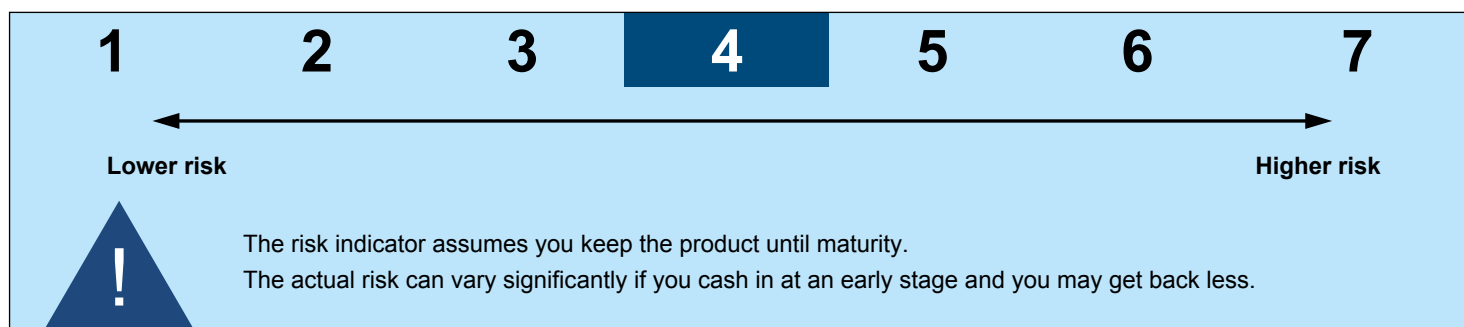 1 2 3 4 5 6 7
Lower risk Higher risk
!
The risk indicator assumes you keep the product until maturity.
The actual risk can vary significantly if you cash in at an early stage and you may get back less.